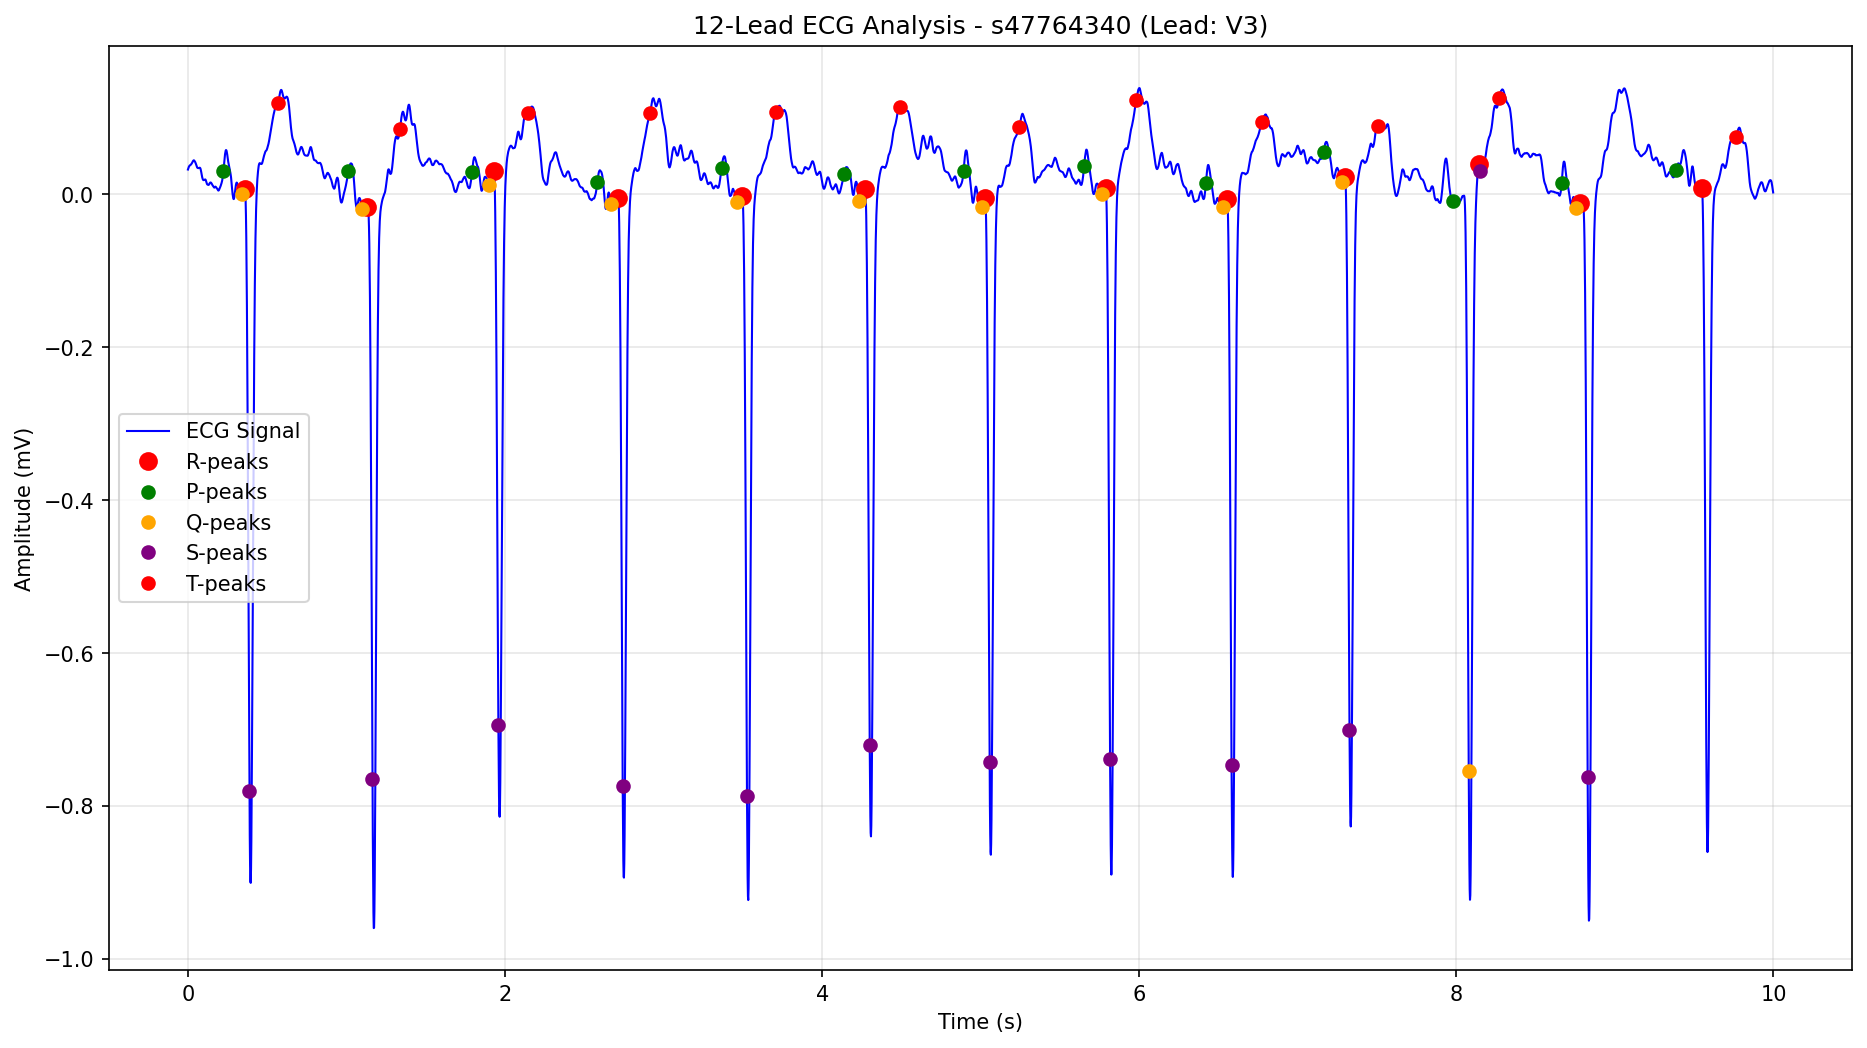 12-Lead ECG Analysis - s47764340 (Lead: V3)
Amplitude (mV)
0.0
−0.2
−0.4
−0.6
−0.8
−1.0
ECG Signal
R-peaks
P-peaks
Q-peaks
S-peaks
T-peaks
0 2 4 6 8 10
Time (s)